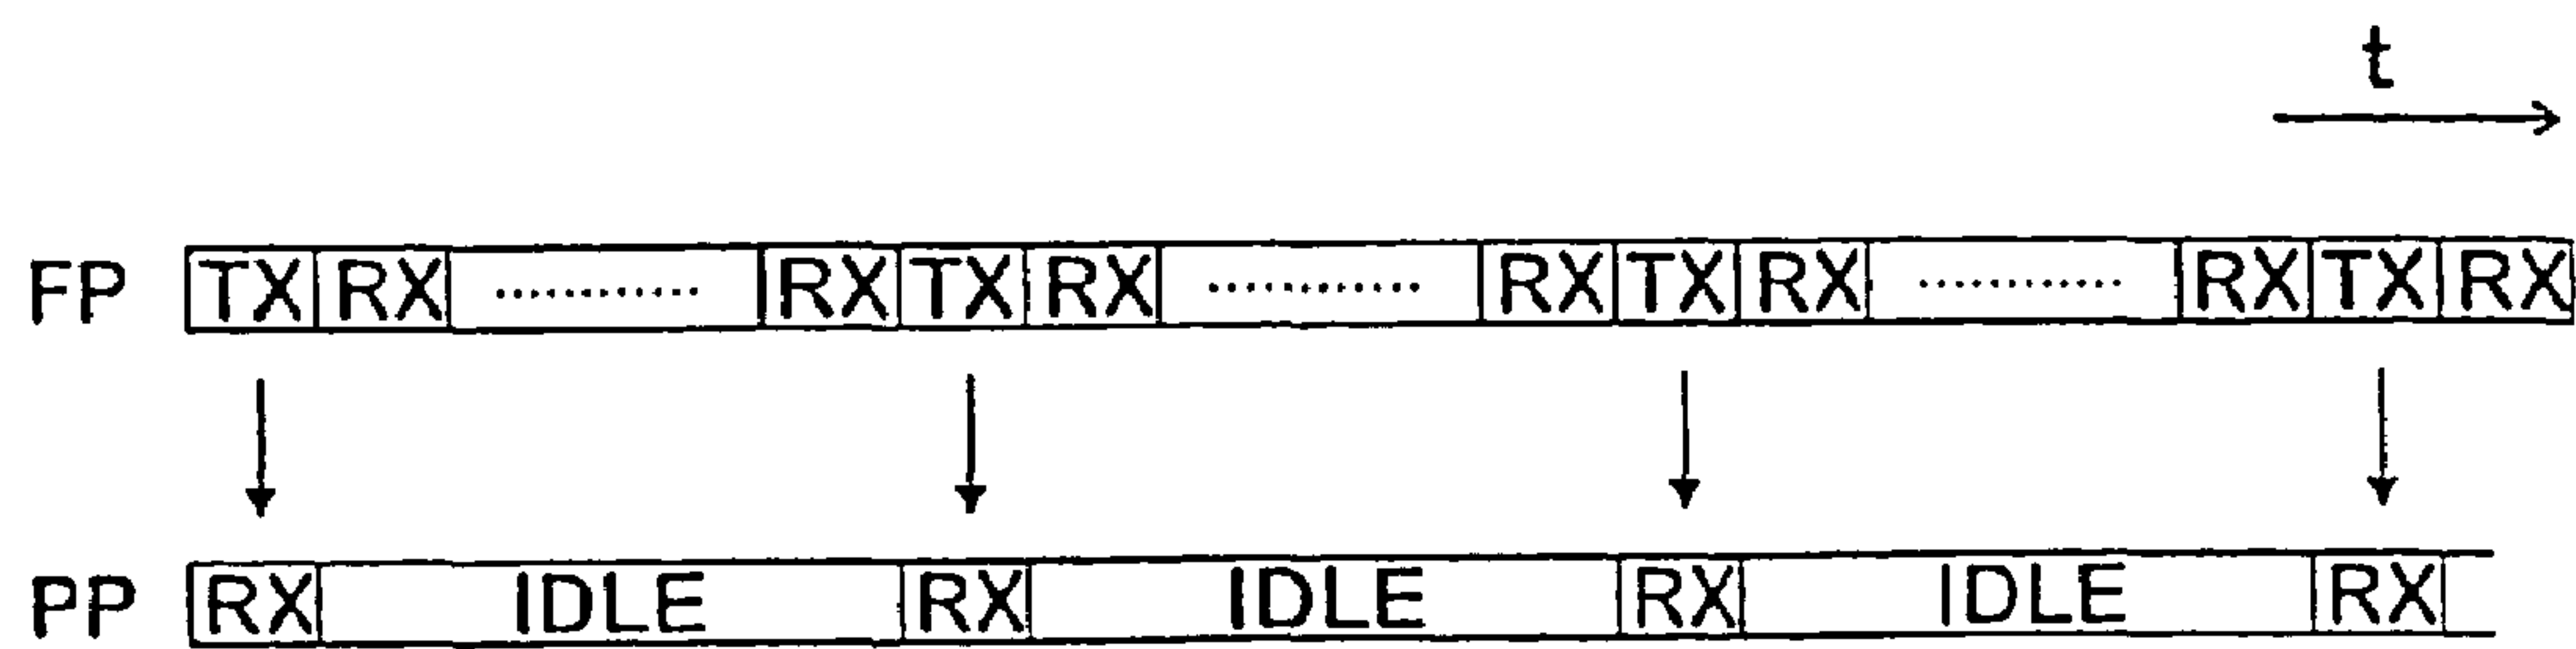 t
FP TX RX ............ RX TX RX ............ RX TX RX ............ RX TX RX
PP RX IDLE RX IDLE RX IDLE RX